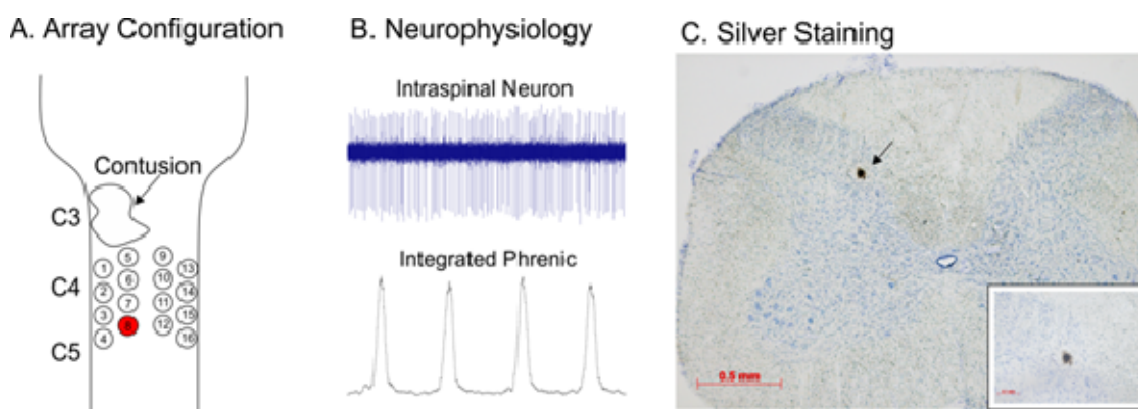 A. Array Configuration
Contusion
C3
C4
C5
1
2
3
4
5
6
7
8
9
10
11
12
13
14
15
16
B. Neurophysiology
Intraspinal Neuron
Integrated Phrenic
C. Silver Staining
0.5 mm